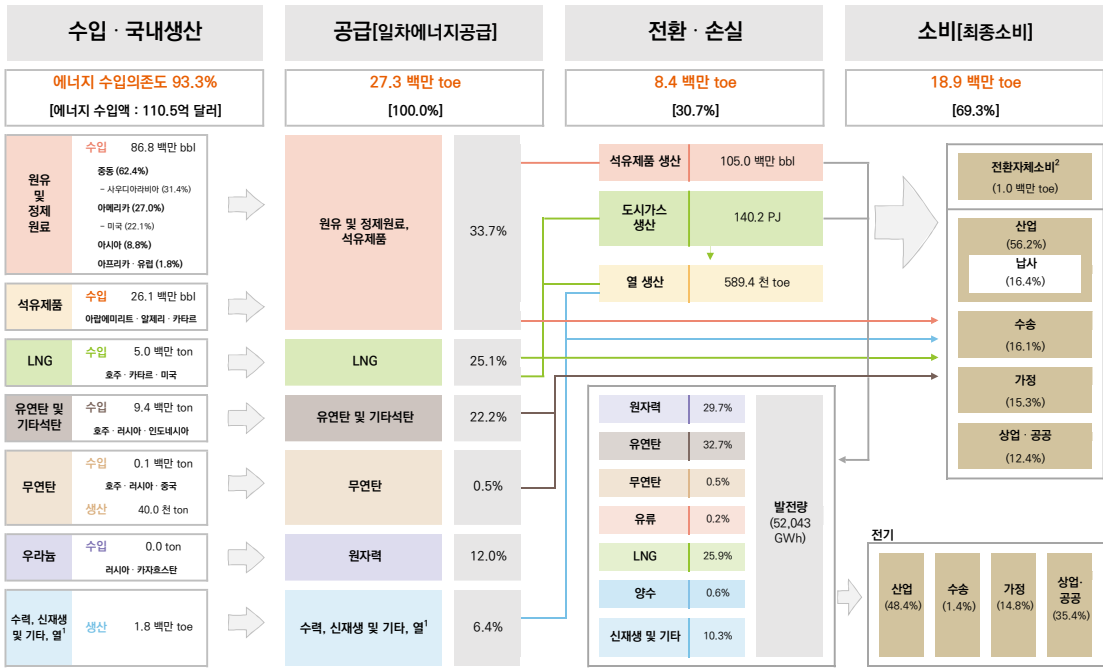 수입 · 국내생산
공급[일차에너지공급]
전환 · 손실
소비[최종소비]
에너지 수입의존도 93.3%
[에너지 수입액 : 110.5억 달러]
27.3 백만 toe
[100.0%]
8.4 백만 toe
[30.7%]
18.9 백만 toe
[69.3%]
원유
및
정제
원료
수입 86.8 백만 bbl
중동 (62.4%)
- 사우디아라비아 (31.4%)
아메리카 (27.0%)
- 미국 (22.1%)
아시아 (8.8%)
아프리카 · 유럽 (1.8%)
석유제품
수입 26.1 백만 bbl
아랍에미리트 · 알제리 · 카타르
LNG
수입 5.0 백만 ton
호주 · 카타르 · 미국
유연탄 및
기타석탄
수입 9.4 백만 ton
호주 · 러시아 · 인도네시아
무연탄
수입 0.1 백만 ton
호주 · 러시아 · 중국
생산 40.0 천 ton
우라늄
수입 0.0 ton
러시아 · 카자흐스탄
수력, 신재생
및 기타, 열1
생산 1.8 백만 toe
원유 및 정제원료,
석유제품
33.7%
LNG
25.1%
유연탄 및 기타석탄
22.2%
무연탄
0.5%
원자력
12.0%
수력, 신재생 및 기타, 열1
6.4%
석유제품 생산
105.0 백만 bbl
도시가스
생산
140.2 PJ
열 생산
589.4 천 toe
원자력 29.7%
유연탄 32.7%
무연탄 0.5%
유류 0.2%
LNG 25.9%
양수 0.6%
신재생 및 기타 10.3%
발전량
(52,043
GWh)
전환자체소비2
(1.0 백만 toe)
산업
(56.2%)
납사
(16.4%)
수송
(16.1%)
가정
(15.3%)
상업 · 공공
(12.4%)
전기
산업
(48.4%)
수송
(1.4%)
가정
(14.8%)
상업·
공공
(35.4%)